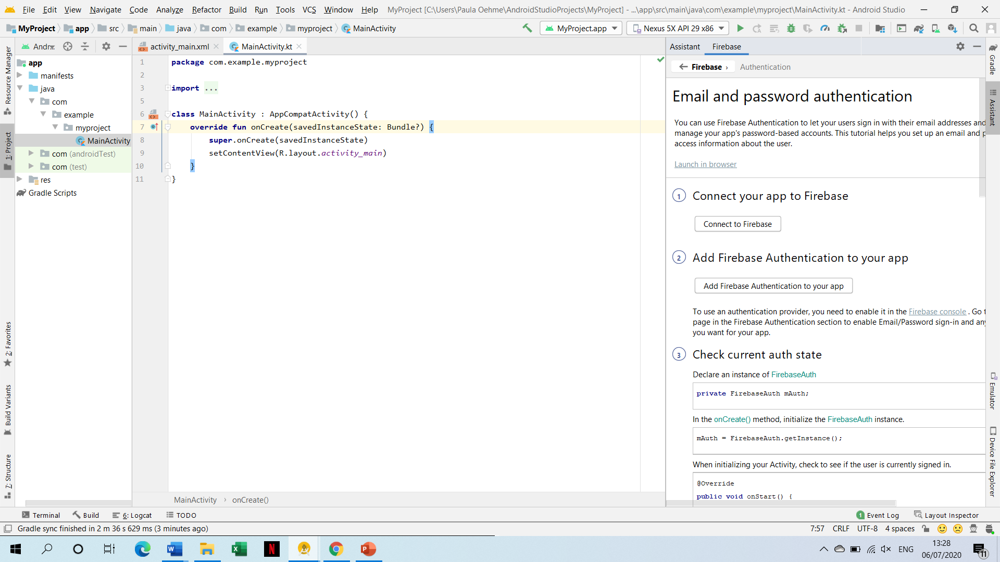 File Edit View Navigate Code Analyze Refactor Build Run Tools VCS Window Help MyProject [C:\Users\Paula Oehme\AndroidStudioProjects\MyProject] - ...\app\src\main\java\com\example\myproject\MainActivity.kt - Android Studio
MyProject app src main java com example myproject MainActivity MyProject.app Nexus 5X API 29 x86
Andr
activity_main.xml MainActivity.kt
Assistant Firebase
Resource Manager
1: Project
2: Favorites
Build Variants
7: Structure
app
manifests
java
com
example
myproject
MainActivity
com (androidTest)
com (test)
res
Gradle Scripts
1 package com.example.myproject
2
3 import ...
5
6 class MainActivity : AppCompatActivity() {
7 override fun onCreate(savedInstanceState: Bundle?) {
8 super.onCreate(savedInstanceState)
9 setContentView(R.layout.activity_main)
10 }
11 }
MainActivity › onCreate()
Firebase › Authentication
Email and password authentication
You can use Firebase Authentication to let your users sign in with their email addresses and
manage your app's password-based accounts. This tutorial helps you set up an email and p
access information about the user.
Launch in browser
1 Connect your app to Firebase
Connect to Firebase
2 Add Firebase Authentication to your app
Add Firebase Authentication to your app
To use an authentication provider, you need to enable it in the Firebase console . Go t
page in the Firebase Authentication section to enable Email/Password sign-in and any
you want for your app.
3 Check current auth state
Declare an instance of FirebaseAuth
private FirebaseAuth mAuth;
In the onCreate() method, initialize the FirebaseAuth instance.
mAuth = FirebaseAuth.getInstance();
When initializing your Activity, check to see if the user is currently signed in.
@Override
public void onStart() {
Gradle
Assistant
Emulator
Device File Explorer
Terminal Build 6: Logcat TODO 1 Event Log Layout Inspector
Gradle sync finished in 2 m 36 s 629 ms (3 minutes ago) 7:57 CRLF UTF-8 4 spaces
W X N P ENG 13:28
06/07/2020 11